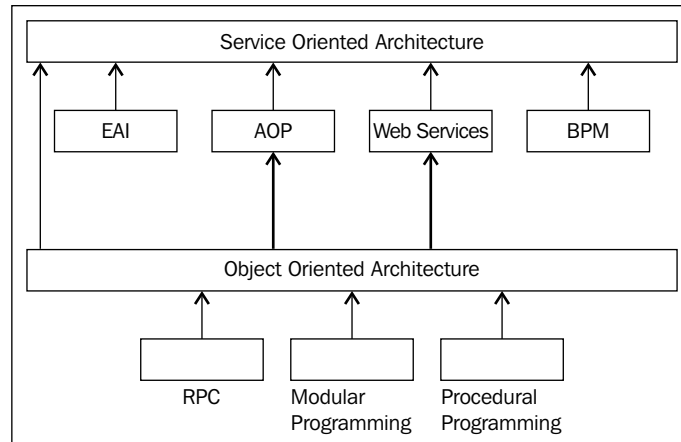 Service Oriented Architecture
EAI
AOP
Web Services
BPM
Object Oriented Architecture
RPC
Modular
Programming
Procedural
Programming